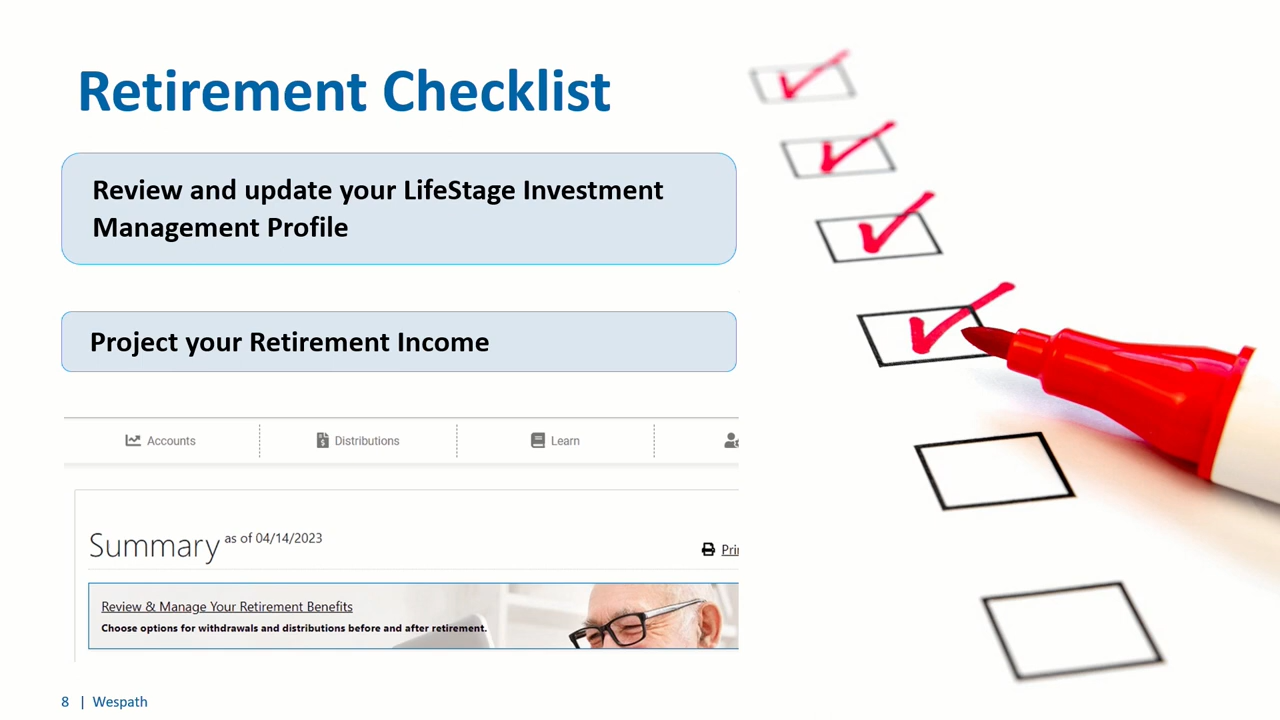 Retirement Checklist
Review and update your LifeStage Investment
Management Profile
Project your Retirement Income
Accounts
Distributions
Learn
Summary as of 04/14/2023
Review & Manage Your Retirement Benefits
Choose options for withdrawals and distributions before and after retirement.
8 | Wespath